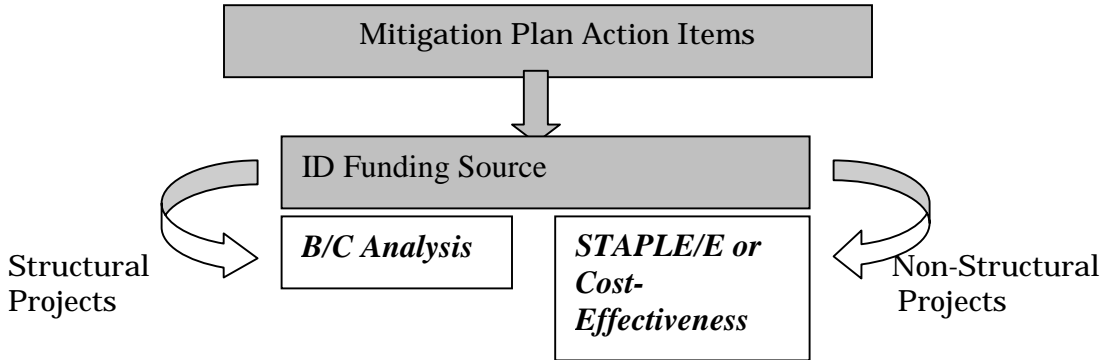 Mitigation Plan Action Items
ID Funding Source
Structural
Projects
B/C Analysis
STAPLE/E or
Cost-
Effectiveness
Non-Structural
Projects